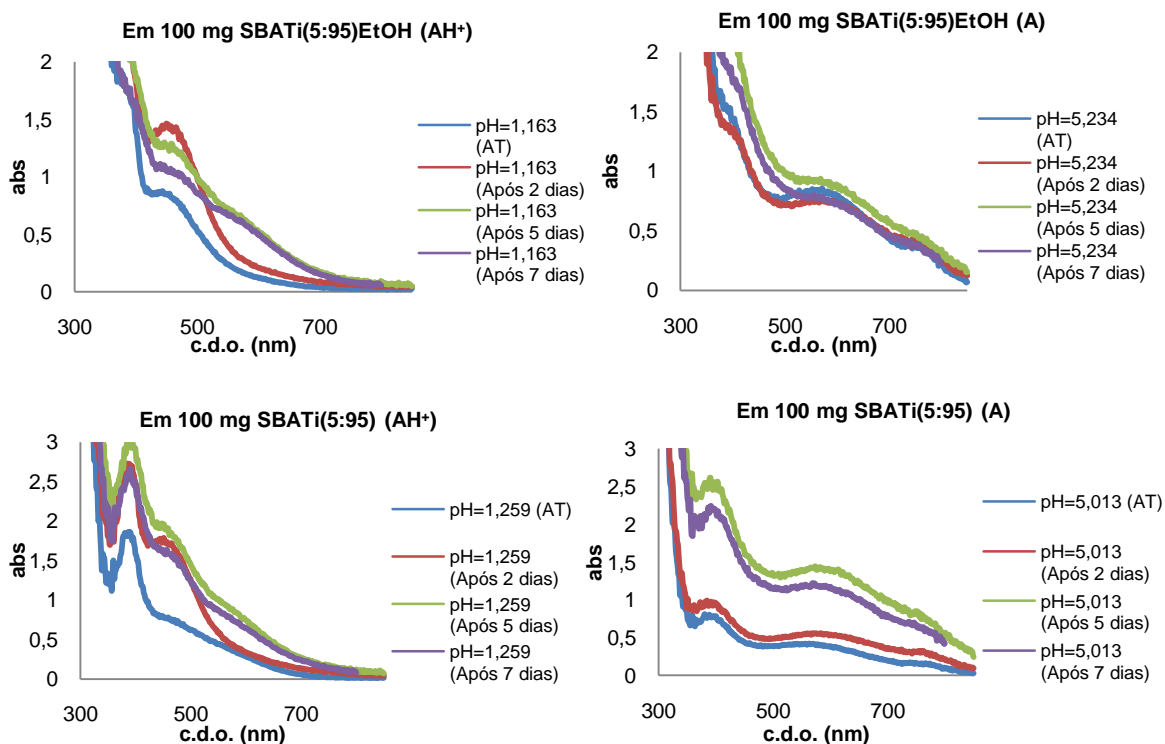 Em 100 mg SBATi(5:95)EtOH (AH⁺)
2
1,5
1
0,5
0
abs
300
500
700
c.d.o. (nm)
pH=1,163
(AT)
pH=1,163
(Após 2 dias)
pH=1,163
(Após 5 dias)
pH=1,163
(Após 7 dias)
Em 100 mg SBATi(5:95)EtOH (A)
2
1,5
1
0,5
0
abs
300
500
700
c.d.o. (nm)
pH=5,234
(AT)
pH=5,234
(Após 2 dias)
pH=5,234
(Após 5 dias)
pH=5,234
(Após 7 dias)
Em 100 mg SBATi(5:95) (AH⁺)
3
2,5
2
1,5
1
0,5
0
abs
300
500
700
c.d.o. (nm)
pH=1,259 (AT)
pH=1,259
(Após 2 dias)
pH=1,259
(Após 5 dias)
pH=1,259
(Após 7 dias)
Em 100 mg SBATi(5:95) (A)
3
2,5
2
1,5
1
0,5
0
abs
300
500
700
c.d.o. (nm)
pH=5,013 (AT)
pH=5,013
(Após 2 dias)
pH=5,013
(Após 5 dias)
pH=5,013
(Após 7 dias)